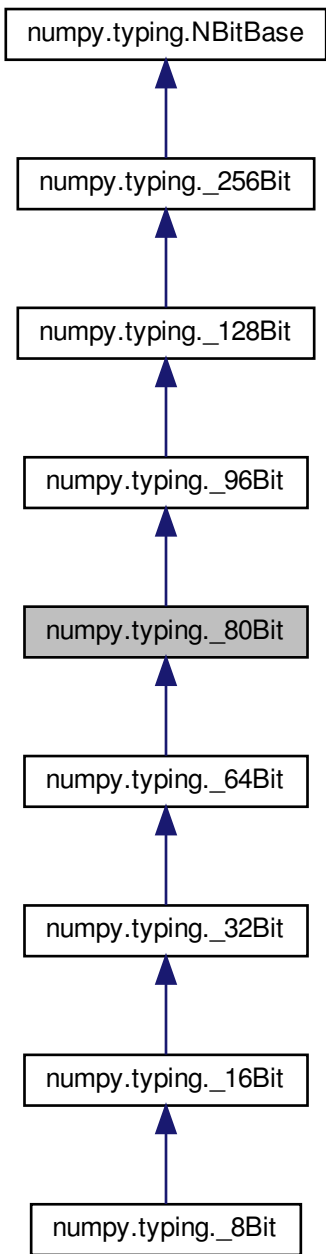 numpy.typing.NBitBase
numpy.typing._256Bit
numpy.typing._128Bit
numpy.typing._96Bit
numpy.typing._80Bit
numpy.typing._64Bit
numpy.typing._32Bit
numpy.typing._16Bit
numpy.typing._8Bit